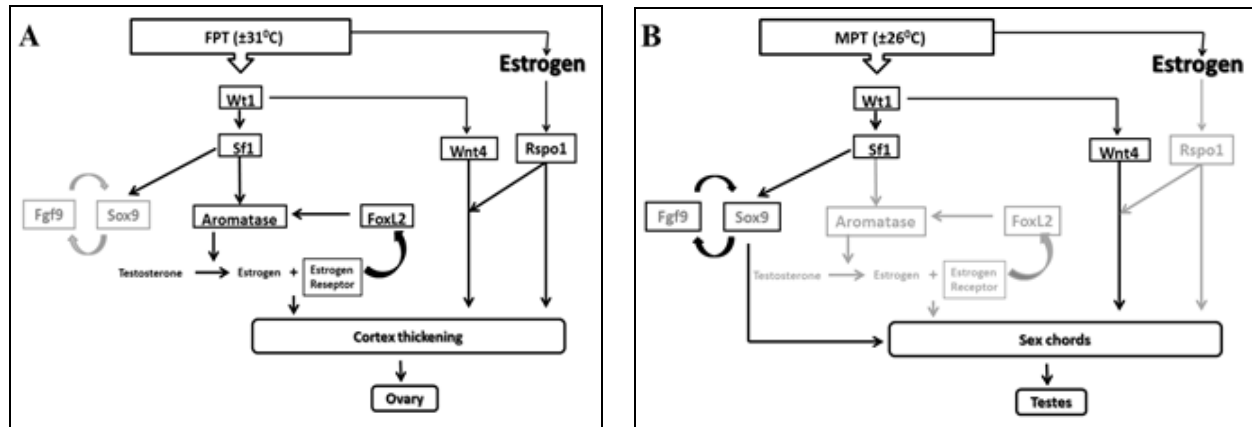 A
FPT (±31⁰C)
Estrogen
Wt1
Sf1
Wnt4
Rspo1
Fgf9
Sox9
Aromatase
FoxL2
Testosterone
Estrogen
+
Estrogen
Reseptor
Cortex thickening
Ovary
B
MPT (±26⁰C)
Estrogen
Wt1
Sf1
Wnt4
Rspo1
Fgf9
Sox9
Aromatase
FoxL2
Testosterone
Estrogen
+
Estrogen
Receptor
Sex chords
Testes